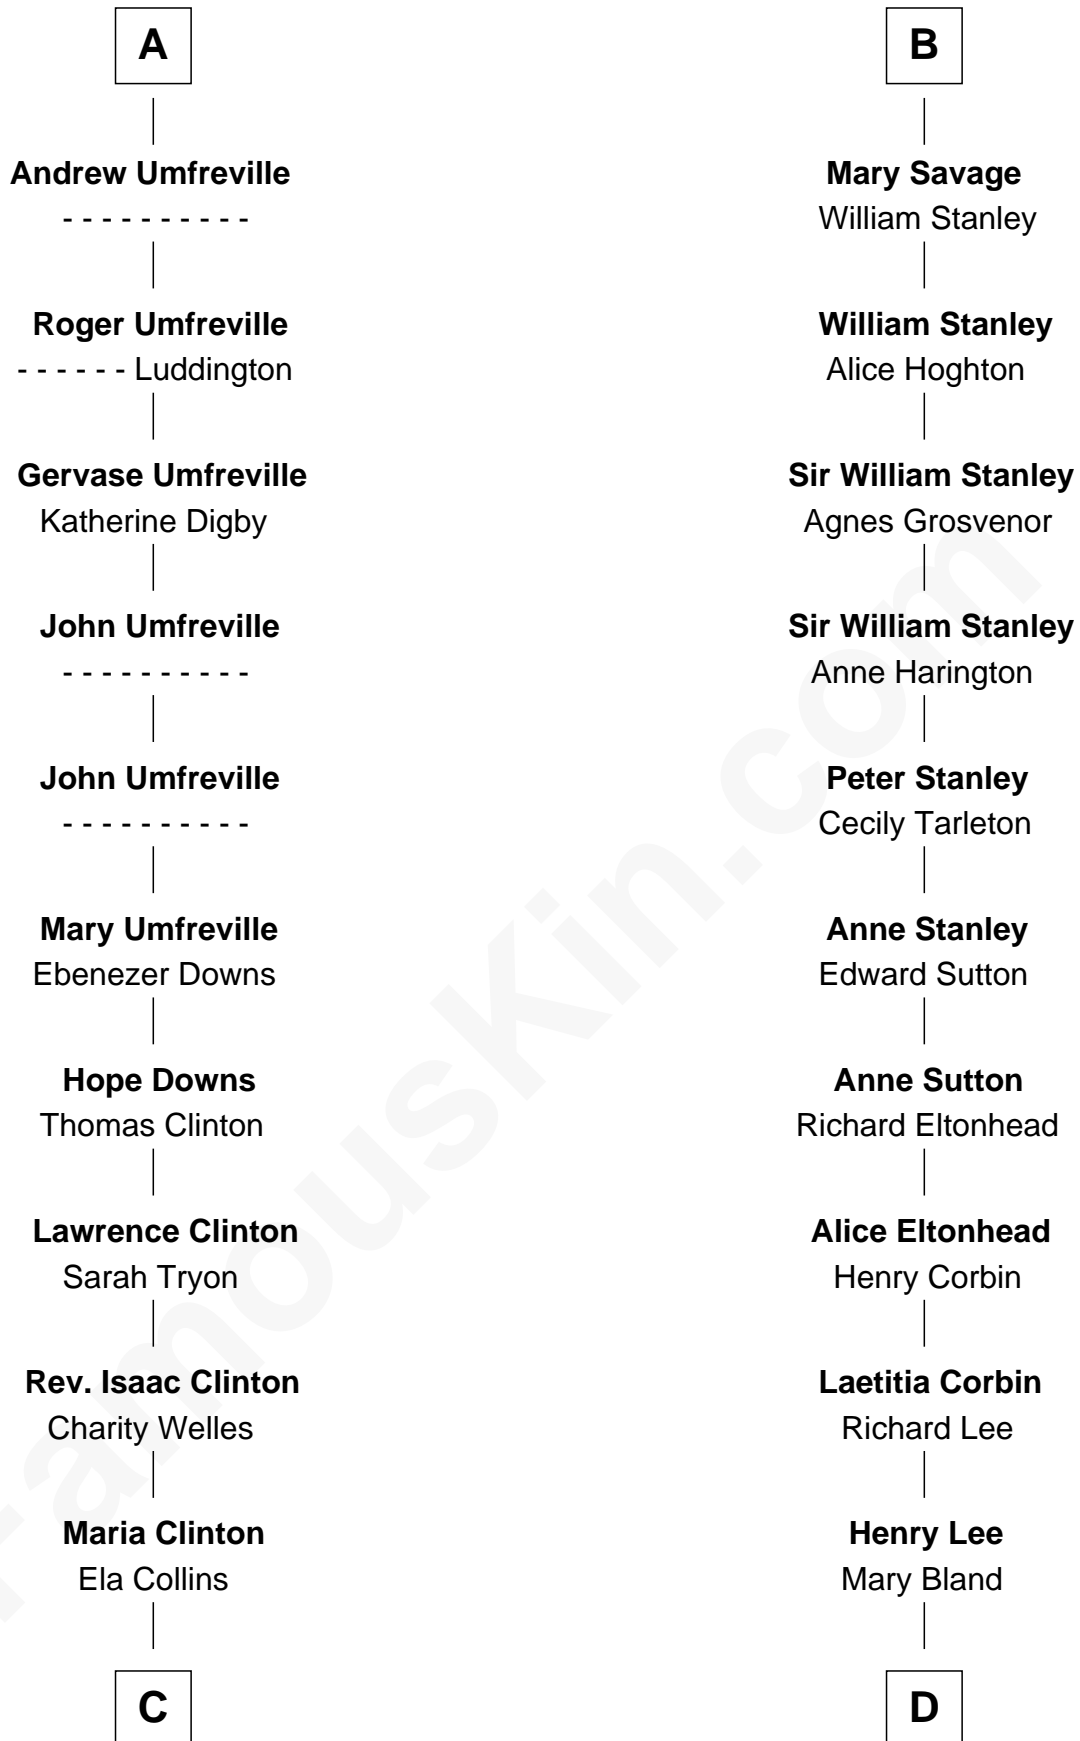 A
Andrew Umfreville
- - - - - - - - - -
Roger Umfreville
- - - - - - Luddington
Gervase Umfreville
Katherine Digby
John Umfreville
- - - - - - - - - -
John Umfreville
- - - - - - - - - -
Mary Umfreville
Ebenezer Downs
Hope Downs
Thomas Clinton
Lawrence Clinton
Sarah Tryon
Rev. Isaac Clinton
Charity Welles
Maria Clinton
Ela Collins
C
B
Mary Savage
William Stanley
William Stanley
Alice Hoghton
Sir William Stanley
Agnes Grosvenor
Sir William Stanley
Anne Harington
Peter Stanley
Cecily Tarleton
Anne Stanley
Edward Sutton
Anne Sutton
Richard Eltonhead
Alice Eltonhead
Henry Corbin
Laetitia Corbin
Richard Lee
Henry Lee
Mary Bland
D
FamousKin.com